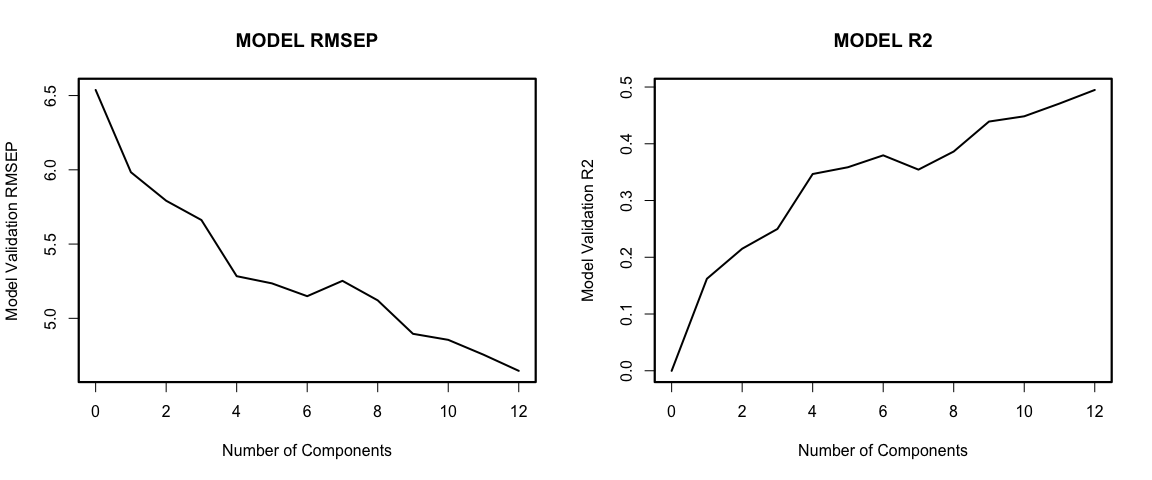 MODEL RMSEP
Model Validation RMSEP
6.5
6.0
5.5
5.0
0 2 4 6 8 10 12
Number of Components
MODEL R2
Model Validation R2
0.5
0.4
0.3
0.2
0.1
0.0
0 2 4 6 8 10 12
Number of Components